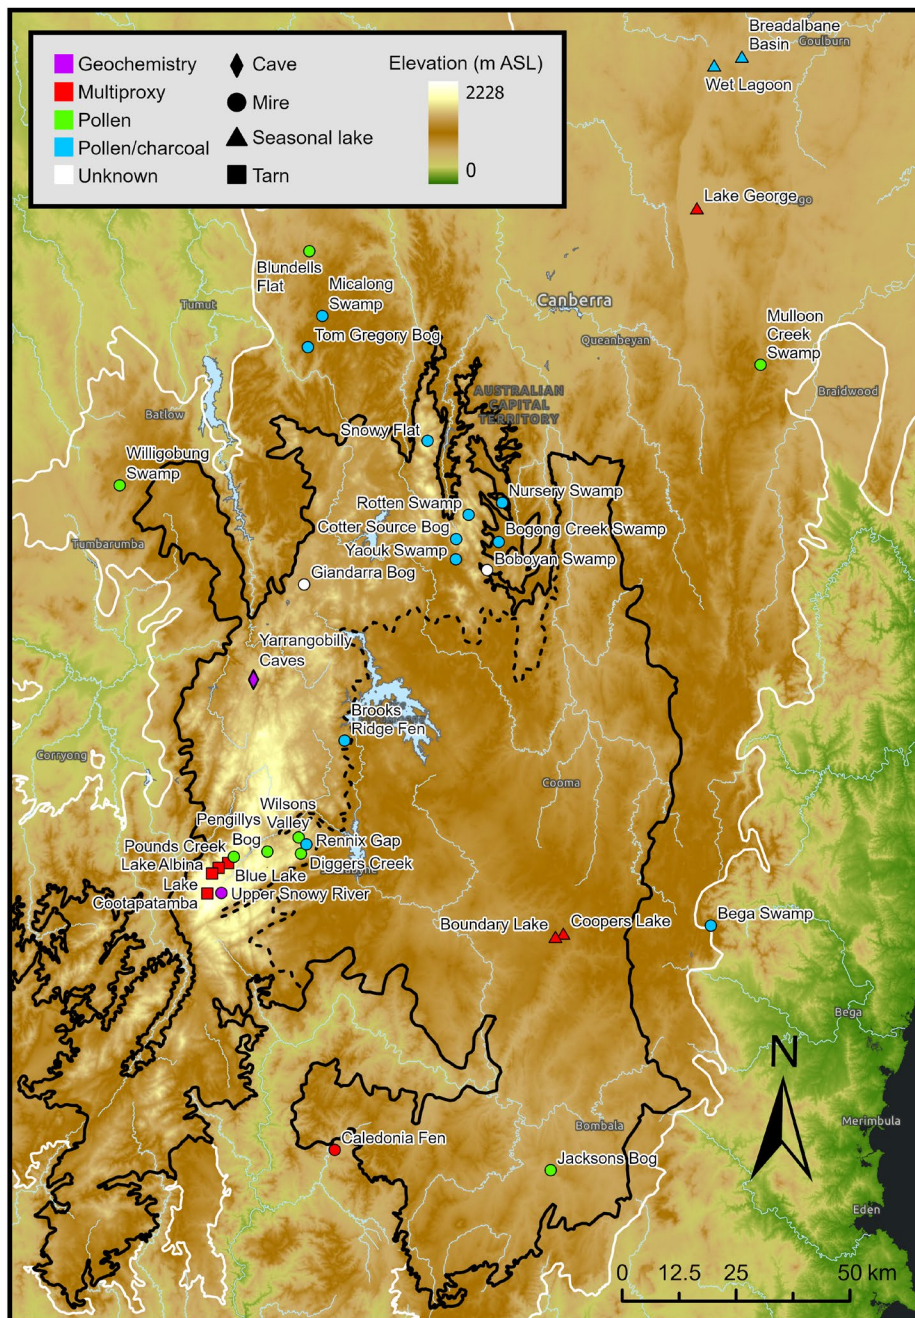 Breadalbane
Basin
Goulburn
Wet Lagoon
Geochemistry
Multiproxy
Pollen
Pollen/charcoal
Unknown
Cave
Mire
Seasonal lake
Tarn
Elevation (m ASL)
2228
0
Lake George
Blundells
Flat
Micalong
Swamp
Tumut
Canberra
Tom Gregory Bog
Queanbeyan
Mulloon
Creek
Swamp
Braidwood
AUSTRALIAN
CAPITAL
TERRITORY
Batlow
Snowy Flat
Willigobung
Swamp
Rotten Swamp
Nursery Swamp
Cotter Source Bog
Bogong Creek Swamp
Tumbarumba
Yaouk Swamp
Boboyan Swamp
Giandarra Bog
Yarrangobilly
Caves
Brooks
Ridge Fen
Corryong
Cooma
Wilsons
Valley
Pengillys
Bog
Rennix Gap
Pounds Creek
Diggers Creek
Lake Albina
Blue Lake
Lake
Cootapatamba
Upper Snowy River
Boundary Lake
Coopers Lake
Bega Swamp
Bega
N
Caledonia Fen
Bombala
Merimbula
Jacksons Bog
Eden
0 12.5 25 50 km